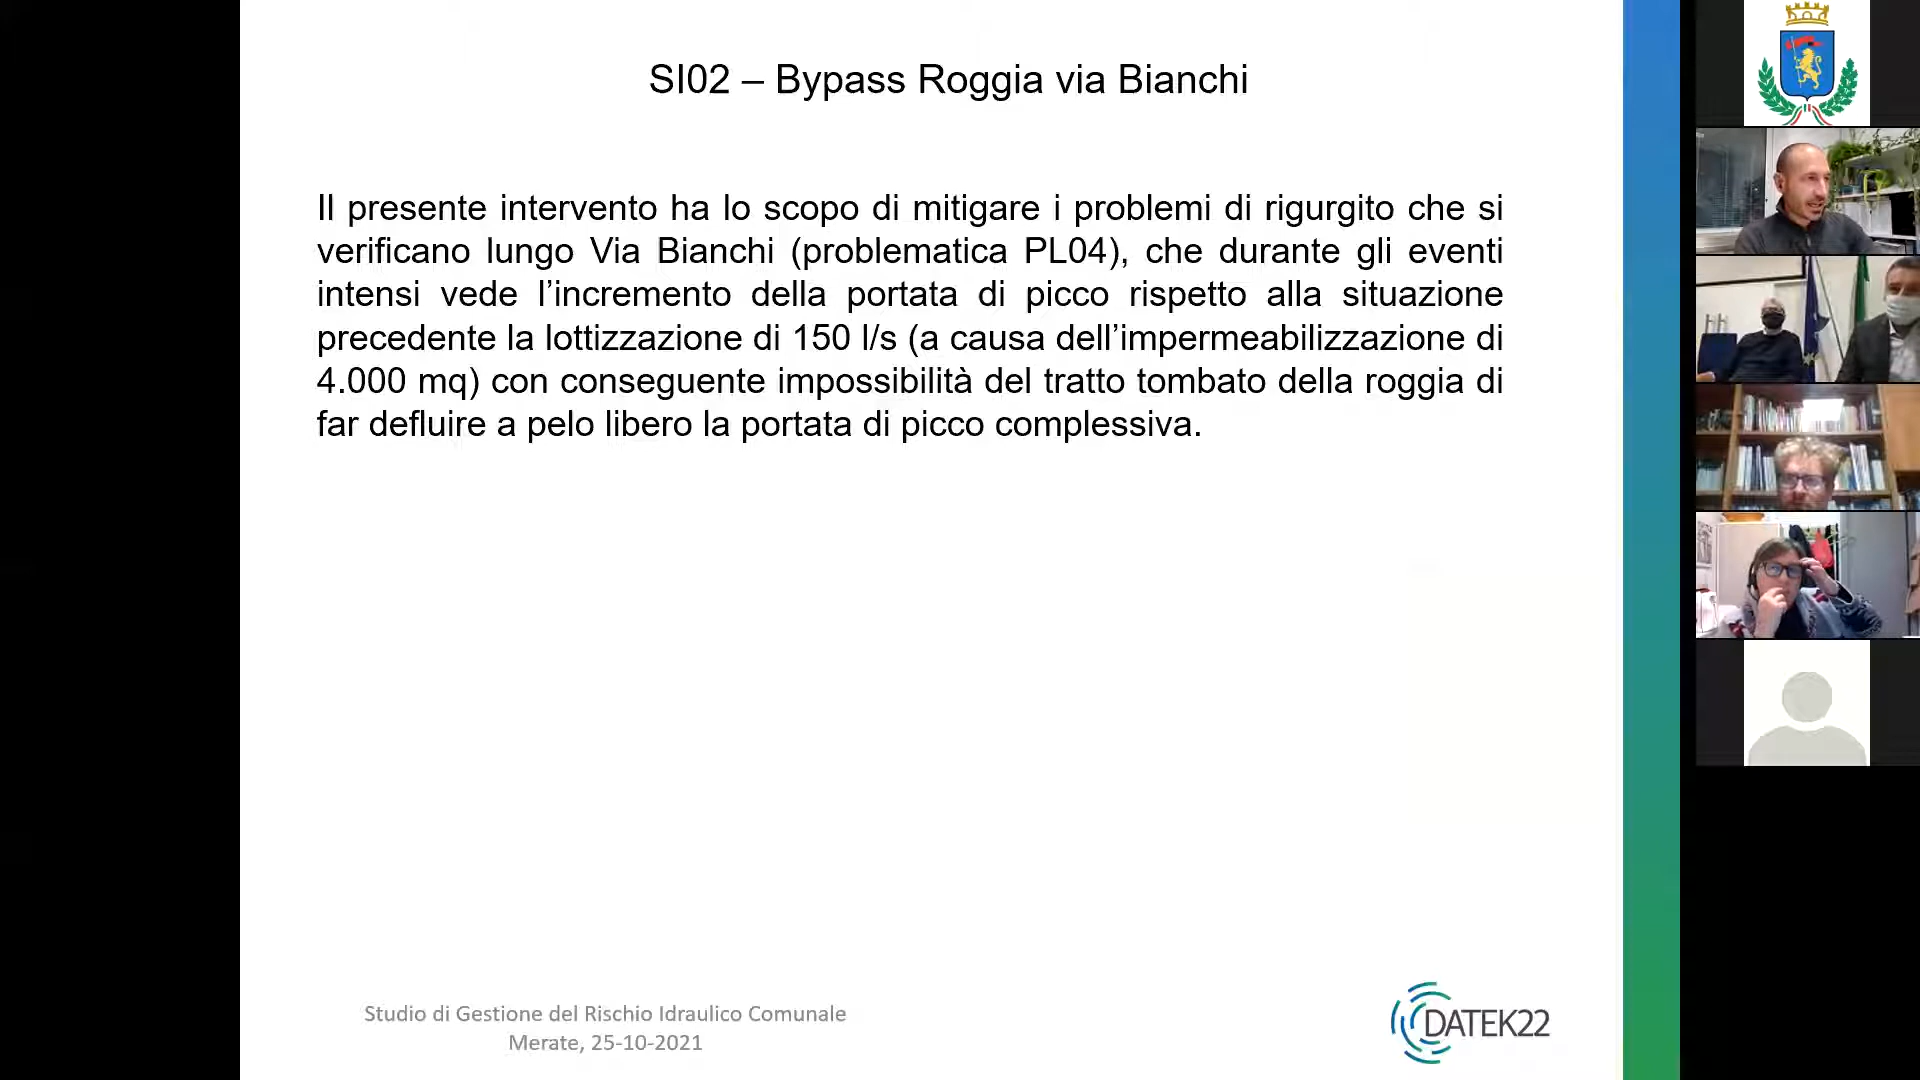 SI02 – Bypass Roggia via Bianchi
Il presente intervento ha lo scopo di mitigare i problemi di rigurgito che si
verificano lungo Via Bianchi (problematica PL04), che durante gli eventi
intensi vede l’incremento della portata di picco rispetto alla situazione
precedente la lottizzazione di 150 l/s (a causa dell’impermeabilizzazione di
4.000 mq) con conseguente impossibilità del tratto tombato della roggia di
far defluire a pelo libero la portata di picco complessiva.
Studio di Gestione del Rischio Idraulico Comunale
Merate, 25-10-2021
DATEK22